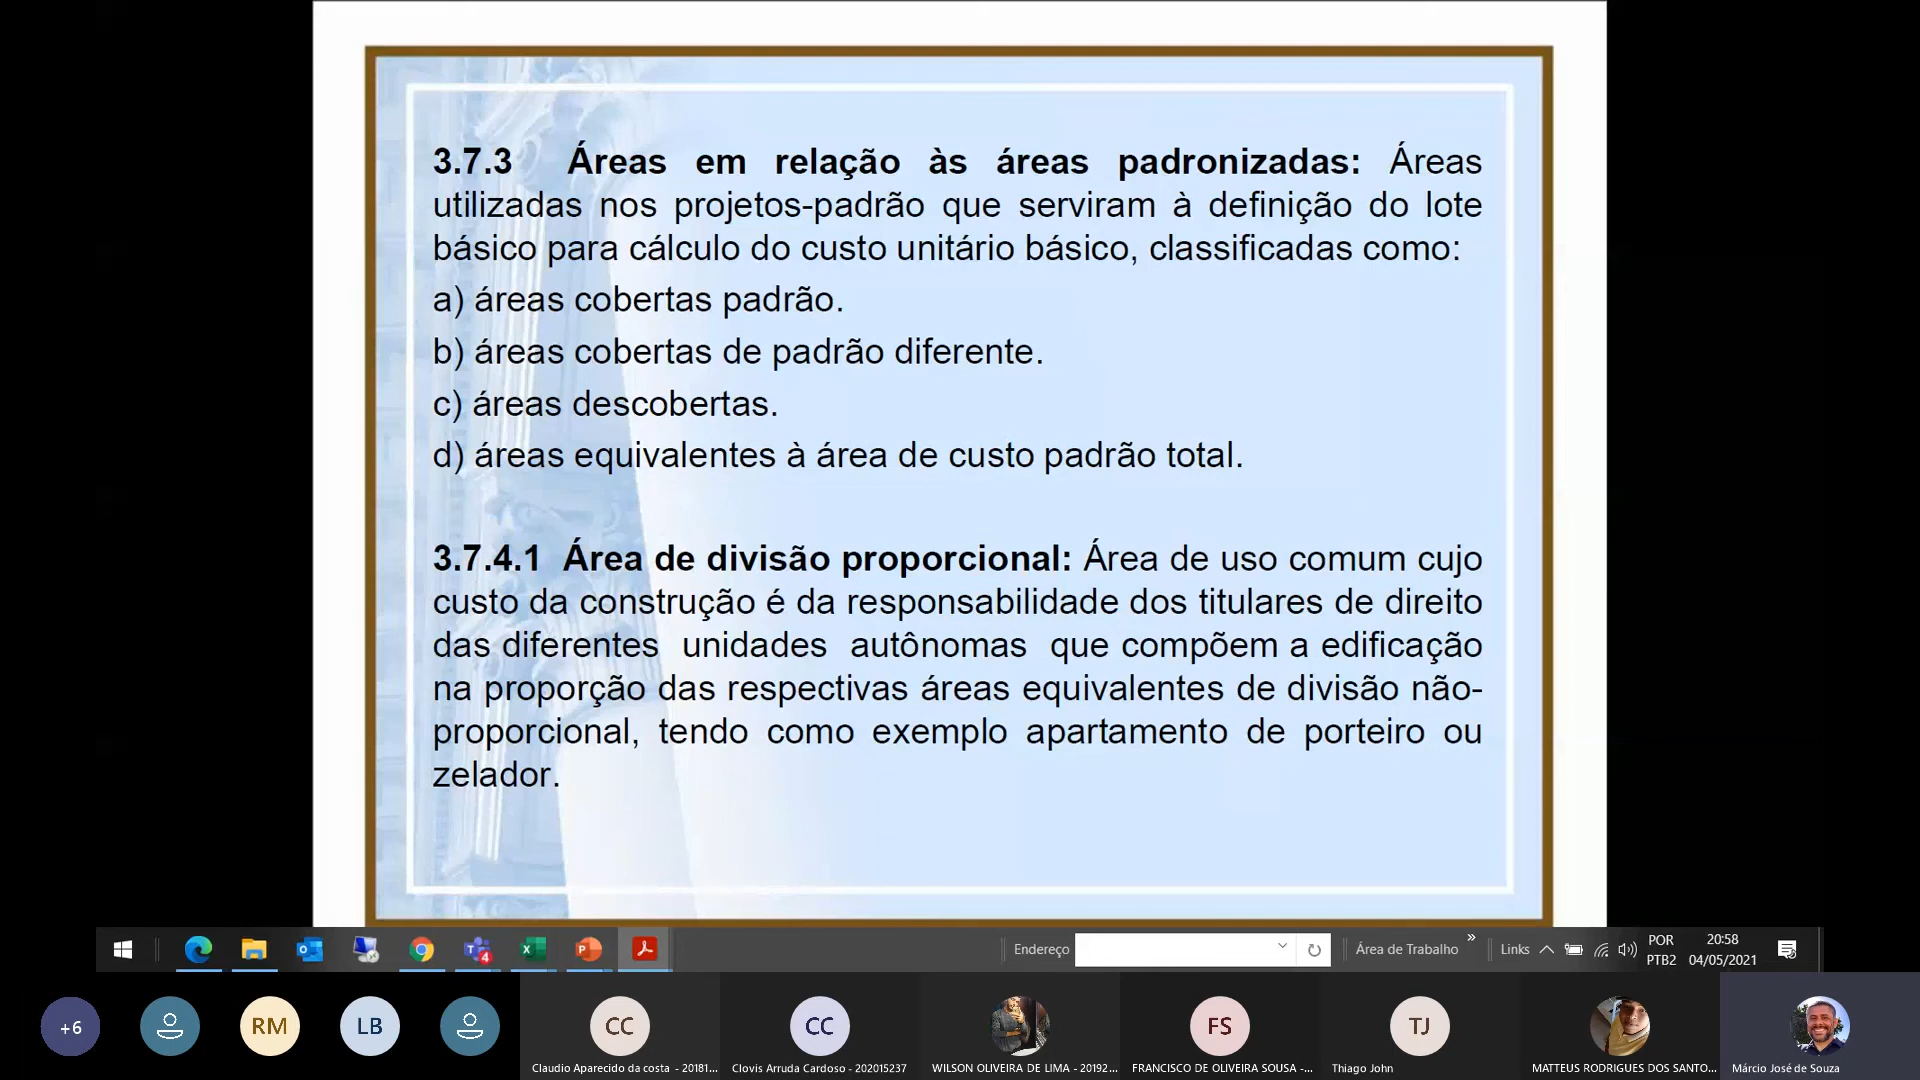 3.7.3 Áreas em relação às áreas padronizadas: Áreas
utilizadas nos projetos-padrão que serviram à definição do lote
básico para cálculo do custo unitário básico, classificadas como:
a) áreas cobertas padrão.
b) áreas cobertas de padrão diferente.
c) áreas descobertas.
d) áreas equivalentes à área de custo padrão total.
3.7.4.1 Área de divisão proporcional: Área de uso comum cujo
custo da construção é da responsabilidade dos titulares de direito
das diferentes unidades autônomas que compõem a edificação
na proporção das respectivas áreas equivalentes de divisão não-
proporcional, tendo como exemplo apartamento de porteiro ou
zelador.
Endereço
Área de Trabalho
»
Links
POR
PTB2
20:58
04/05/2021
4
+6
RM
LB
CC
CC
FS
TJ
Claudio Aparecido da costa - 20181...
Clovis Arruda Cardoso - 202015237
WILSON OLIVEIRA DE LIMA - 20192...
FRANCISCO DE OLIVEIRA SOUSA -...
Thiago John
MATTEUS RODRIGUES DOS SANTO...
Márcio José de Souza